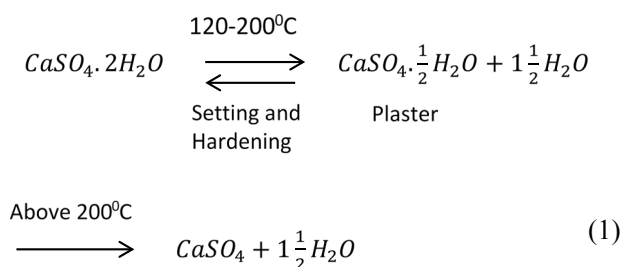 120-200⁰C
CaSO₄.2H₂O ⇄ CaSO₄.½H₂O + 1½H₂O
Setting and Plaster
Hardening
Above 200⁰C
⟶ CaSO₄ + 1½H₂O (1)